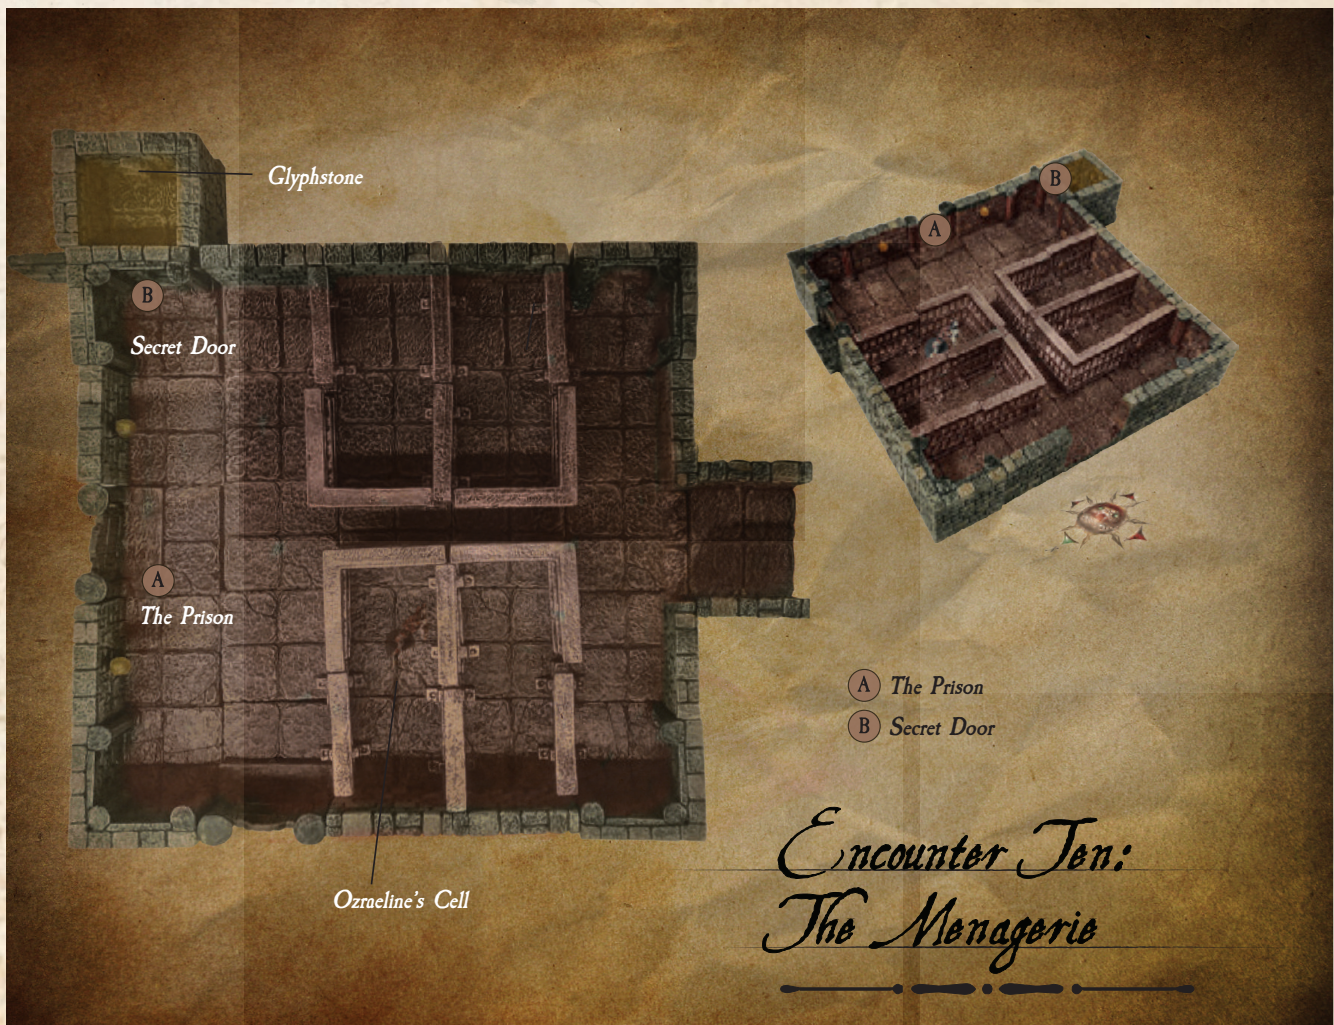 Glyphstone
B
Secret Door
A
The Prison
Ozraeline's Cell
A
B
A The Prison
B Secret Door
Encounter Ten:
The Menagerie